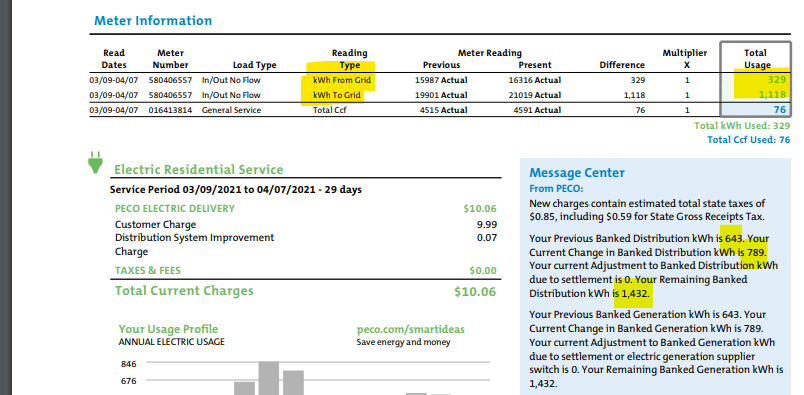 Meter Information
Read Dates Meter Number Load Type Reading Type Meter Reading Previous Present Difference Multiplier X Total Usage
03/09-04/07 580406557 In/Out No Flow kWh From Grid 15987 Actual 16316 Actual 329 1 329
03/09-04/07 580406557 In/Out No Flow kWh To Grid 19901 Actual 21019 Actual 1,118 1 1,118
03/09-04/07 016413814 General Service Total Ccf 4515 Actual 4591 Actual 76 1 76
Total kWh Used: 329
Total Ccf Used: 76
Electric Residential Service
Service Period 03/09/2021 to 04/07/2021 - 29 days
PECO ELECTRIC DELIVERY $10.06
Customer Charge 9.99
Distribution System Improvement 0.07
Charge
TAXES & FEES $0.00
Total Current Charges $10.06
Your Usage Profile
ANNUAL ELECTRIC USAGE
peco.com/smartideas
Save energy and money
846
676
Message Center
From PECO:
New charges contain estimated total state taxes of
$0.85, including $0.59 for State Gross Receipts Tax.
Your Previous Banked Distribution kWh is 643. Your
Current Change in Banked Distribution kWh is 789.
Your current Adjustment to Banked Distribution kWh
due to settlement is 0. Your Remaining Banked
Distribution kWh is 1,432.
Your Previous Banked Generation kWh is 643. Your
Current Change in Banked Generation kWh is 789.
Your current Adjustment to Banked Generation kWh
due to settlement or electric generation supplier
switch is 0. Your Remaining Banked Generation kWh is
1,432.